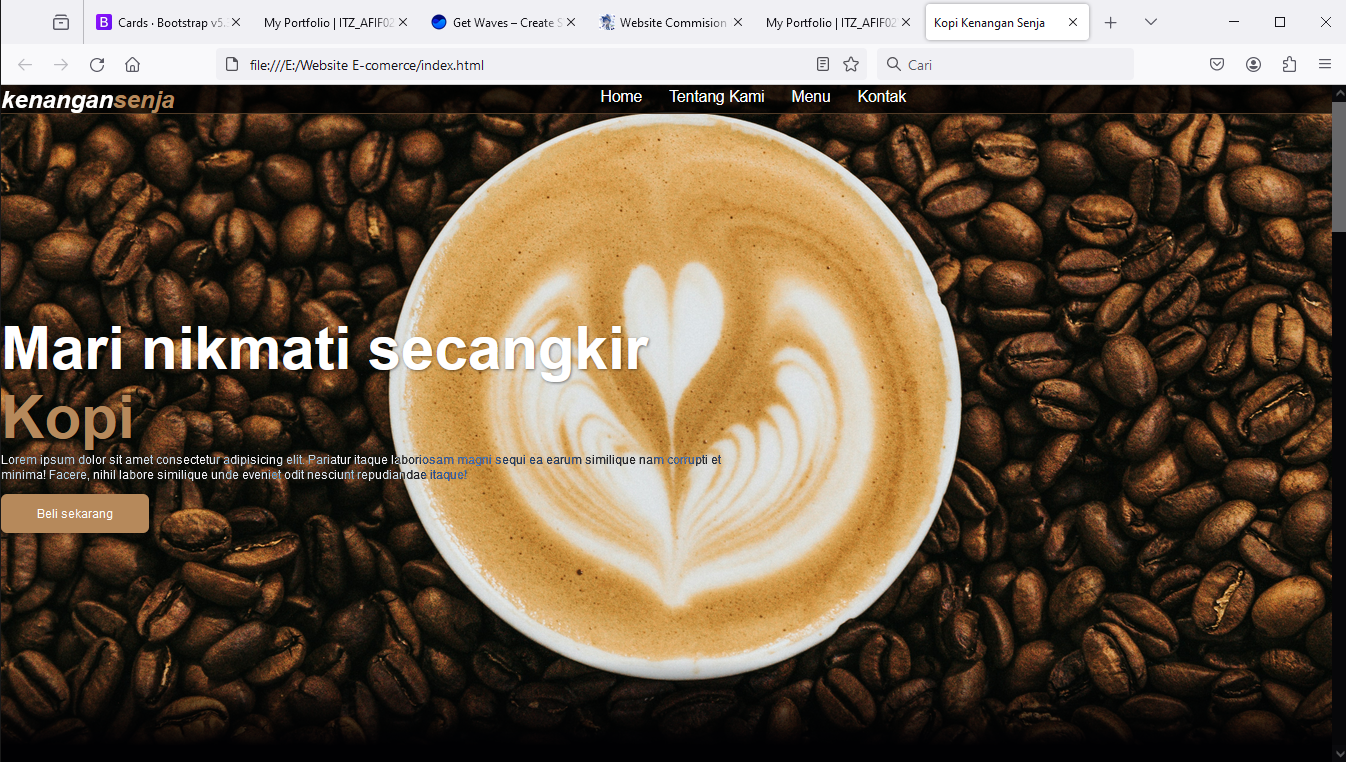 Cards · Bootstrap v5.
My Portfolio | ITZ_AFIF02
Get Waves – Create S
Website Commision
My Portfolio | ITZ_AFIF02
Kopi Kenangan Senja
file:///E:/Website E-comerce/index.html
Cari
kenangansenja
Home
Tentang Kami
Menu
Kontak
Mari nikmati secangkir
Kopi
Lorem ipsum dolor sit amet consectetur adipisicing elit. Pariatur itaque laboriosam magni sequi ea earum similique nam corrupti et
minima! Facere, nihil labore similique unde eveniet odit nesciunt repudiandae itaque!
Beli sekarang